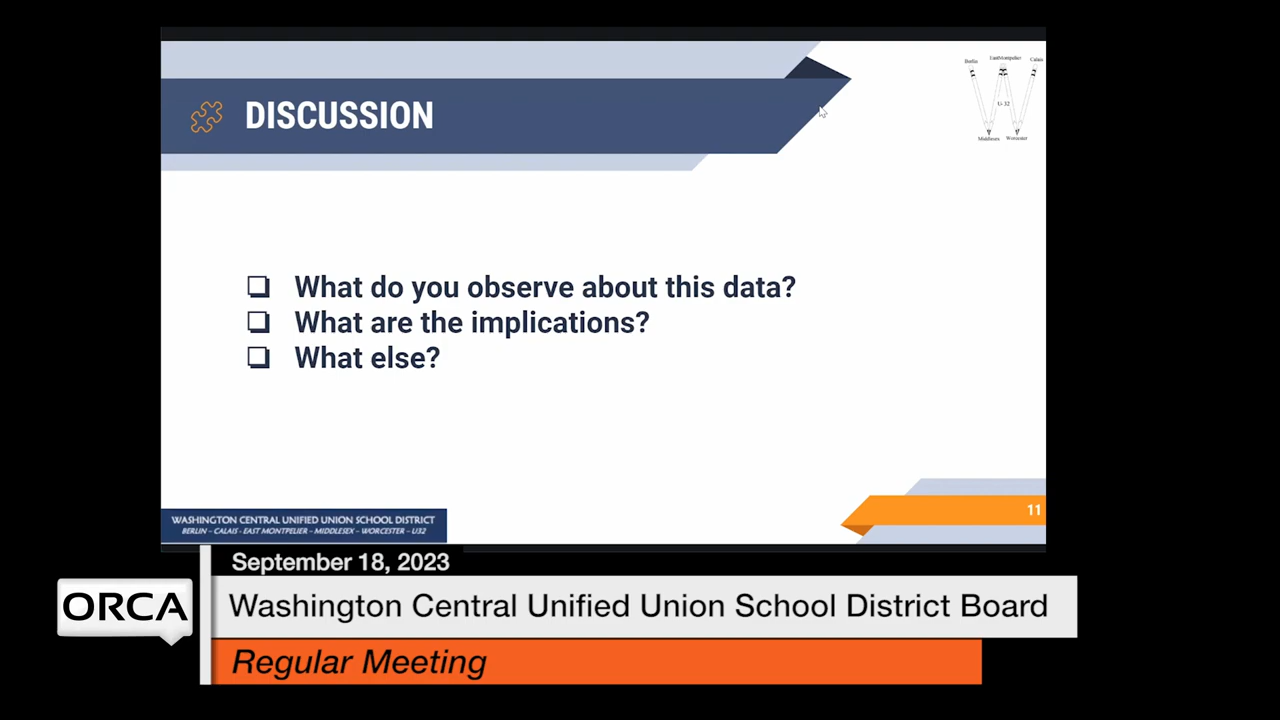 DISCUSSION
Berlin
EastMontpelier
Calais
U-32
Middlesex
Worcester
What do you observe about this data?
What are the implications?
What else?
11
WASHINGTON CENTRAL UNIFIED UNION SCHOOL DISTRICT
BERLIN – CALAIS - EAST MONTPELIER – MIDDLESEX – WORCESTER – U32
September 18, 2023
ORCA
Washington Central Unified Union School District Board
Regular Meeting